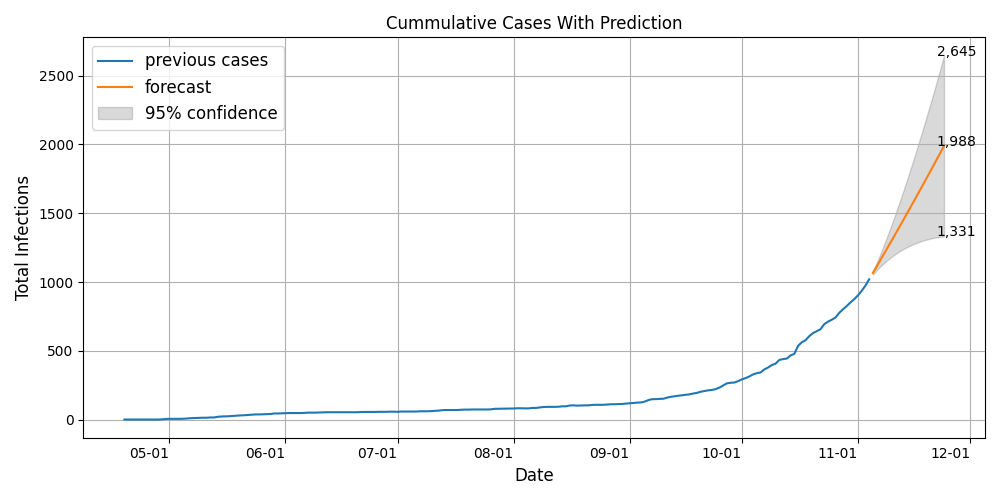 Cummulative Cases With Prediction
previous cases
forecast
95% confidence
2,645
1,988
1,331
Total Infections
2500
2000
1500
1000
500
0
05-01 06-01 07-01 08-01 09-01 10-01 11-01 12-01
Date